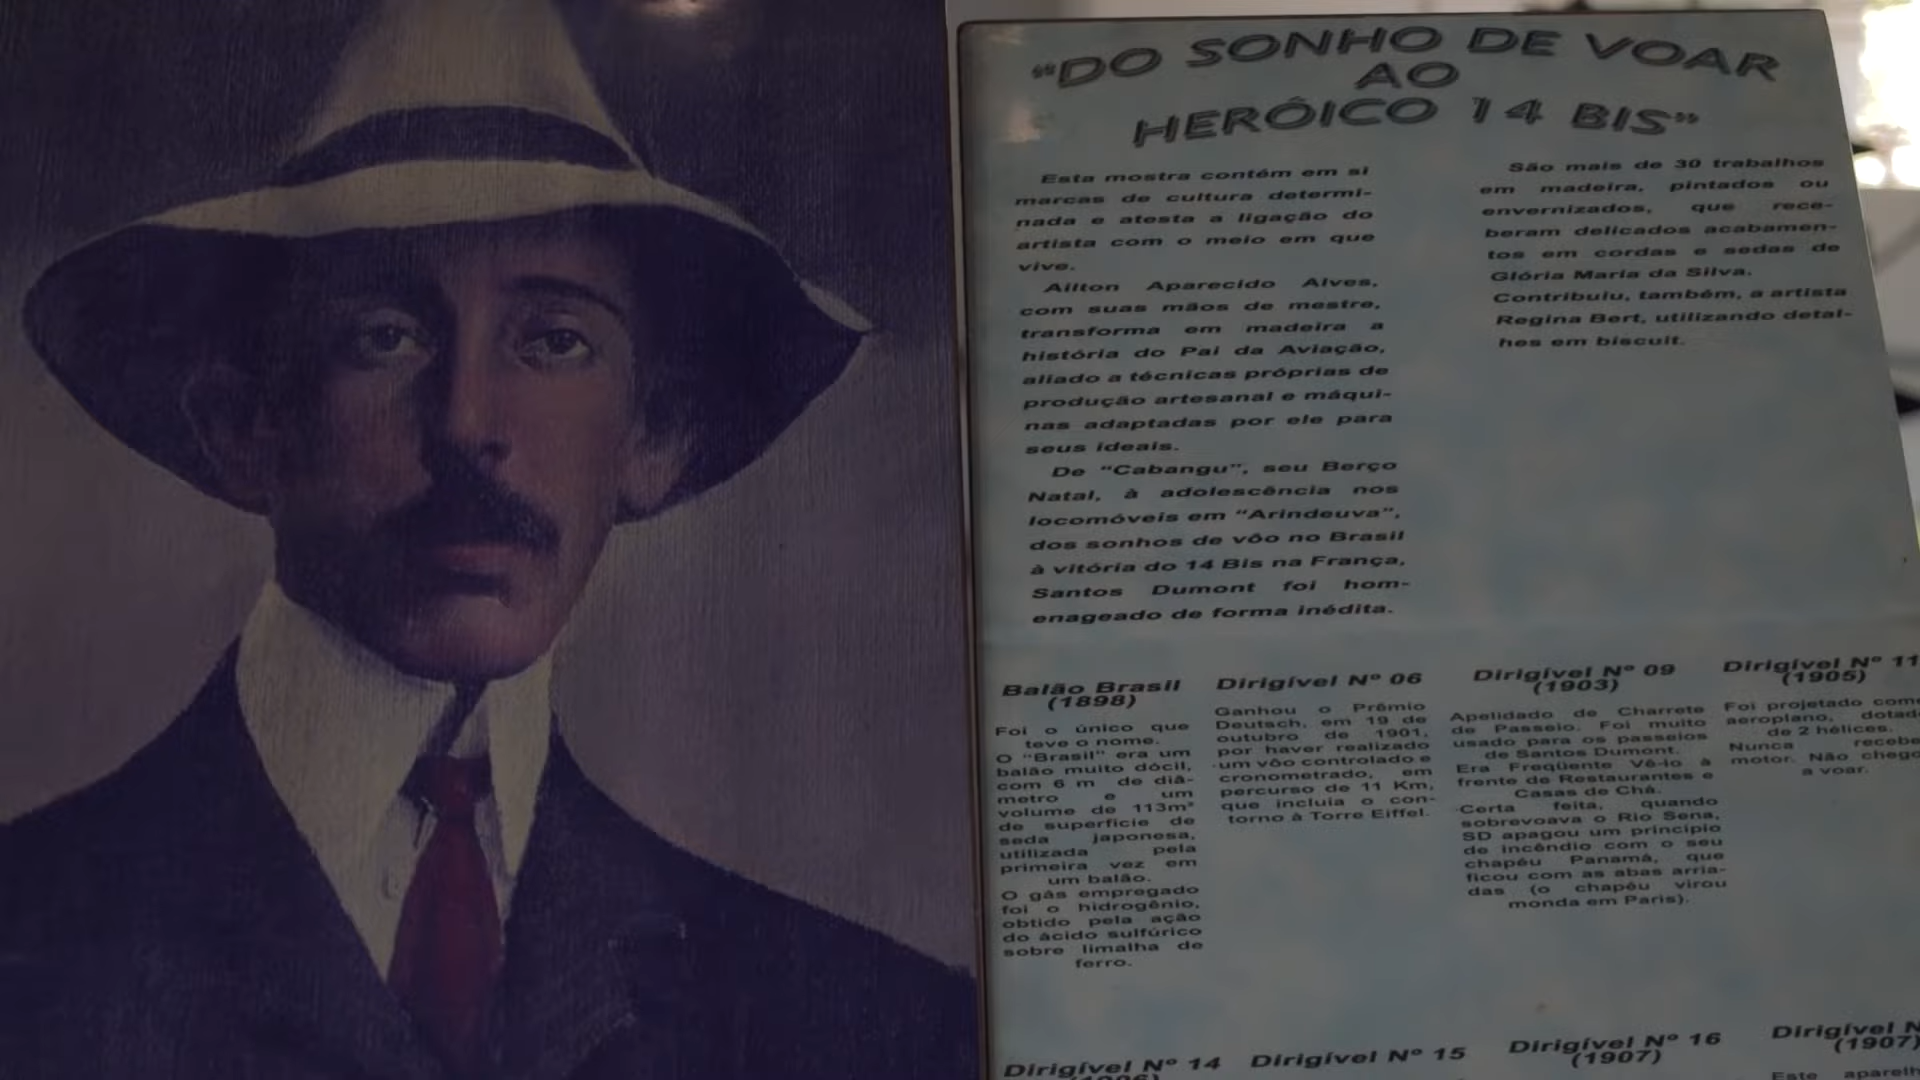 "DO SONHO DE VOAR
AO
HERÓICO 14 BIS"
Esta mostra contém em si
marcas de cultura determi-
nada e atesta a ligação do
artista com o meio em que
vive.
Ailton Aparecido Alves,
com suas mãos de mestre,
transforma em madeira a
história do Pai da Aviação,
aliado a técnicas próprias de
produção artesanal e máqui-
nas adaptadas por ele para
seus ideais.
De "Cabangu", seu Berço
Natal, à adolescência nos
locomóveis em "Arindeuva",
dos sonhos de vôo no Brasil
à vitória do 14 Bis na França,
Santos Dumont foi hom-
enageado de forma inédita.
São mais de 30 trabalhos
em madeira, pintados ou
envernizados, que rece-
beram delicados acabamen-
tos em cordas e sedas de
Glória Maria da Silva.
Contribuiu, também, a artista
Regina Bert, utilizando detal-
hes em biscuit.
Balão Brasil
(1898)
Foi o único que
teve o nome.
O "Brasil" era um
balão muito dócil,
com 6 m de diâ-
metro e um
volume de 113m³
de superfície de
seda japonesa,
utilizada pela
primeira vez em
um balão.
O gás empregado
foi o hidrogênio,
obtido pela ação
do ácido sulfúrico
sobre limalha de
ferro.
Dirigível Nº 06
Ganhou o Prêmio
Deutsch, em 19 de
outubro de 1901,
por haver realizado
um vôo controlado e
cronometrado, em
percurso de 11 Km,
que incluia o con-
torno à Torre Eiffel.
Dirigível Nº 09
(1903)
Apelidado de Charrete
de Passeio. Foi muito
usado para os passeios
de Santos Dumont.
Era Freqüente Vê-lo à
frente de Restaurantes e
Casas de Chá.
Certa feita, quando
sobrevoava o Rio Sena,
SD apagou um princípio
de incêndio com o seu
chapéu Panamá, que
ficou com as abas arria-
das (o chapéu virou
monda em Paris).
Dirigível Nº 11
(1905)
Foi projetado como
aeroplano, dotad
de 2 hélices.
Nunca recebe
motor. Não chego
a voar.
Dirigível Nº 14
Dirigível Nº 15
Dirigível Nº 16
(1907)
Dirigível N
(1907)
Este aparelh